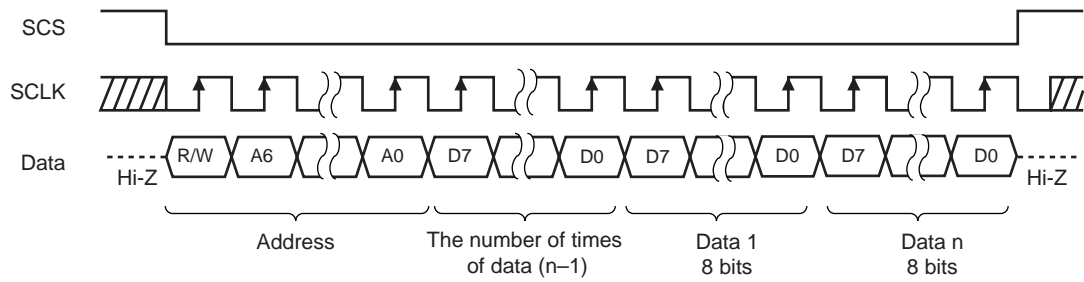 SCS
SCLK
Data
R/W A6 A0 D7 D0 D7 D0 D7 D0
Hi-Z Hi-Z
Address
The number of times
of data (n–1)
Data 1
8 bits
Data n
8 bits